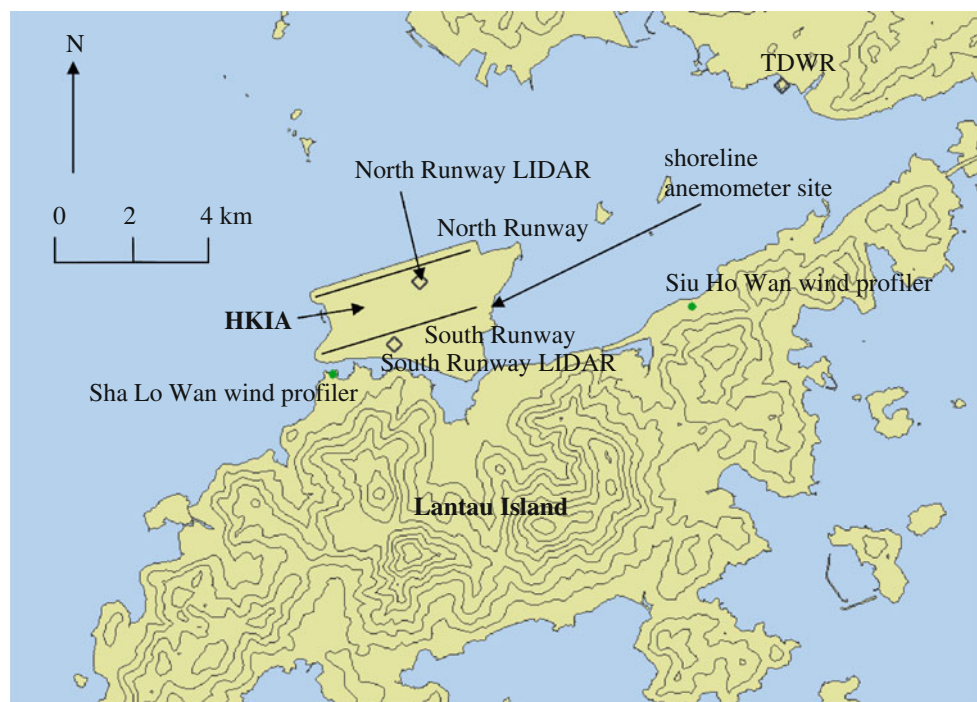 N
TDWR
shoreline
anemometer site
North Runway LIDAR
0 2 4 km
North Runway
Siu Ho Wan wind profiler
HKIA
South Runway
South Runway LIDAR
Sha Lo Wan wind profiler
Lantau Island